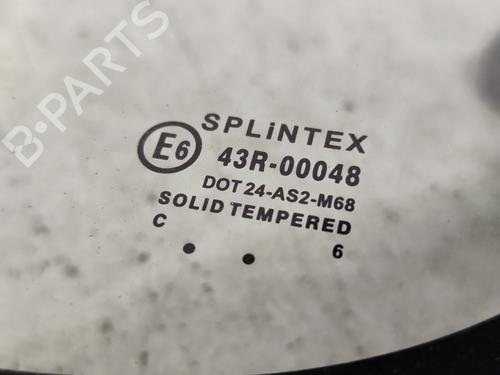 B-PARTS
SPLiNTEX
E6 43R-00048
DOT 24-AS2-M68
SOLID TEMPERED
C 6